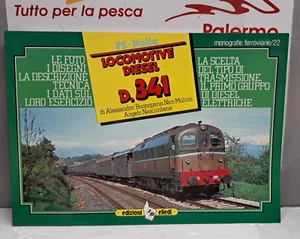 Tutto per la pesca
Palermo
monografie ferroviarie/22
FS-Italia
LOCOMOTIVE
DIESEL
D.341
di Alessandro Buonopane, Nico Molino,
Angelo Nascimbene
LE FOTO
I DISEGNI
LA DESCRIZIONE
TECNICA
I DATI SUL
LORO ESERCIZIO
LA SCELTA
DEL TIPO DI
TRASMISSIONE.
IL PRIMO GRUPPO
DI DIESEL
ELETTRICHE
edizioni
elledi